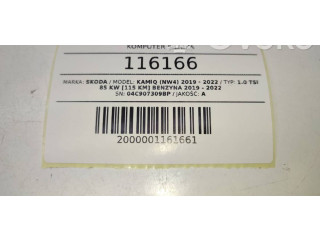 KOMPUTER
116166
MARKA: SKODA / MODEL: KAMIQ (NW4) 2019 - 2022 / TYP: 1.0 TSI
85 KW [115 KM] BENZYNA 2019 - 2022
SN: 04C907309BP / JAKOŚĆ: A
2000001161661